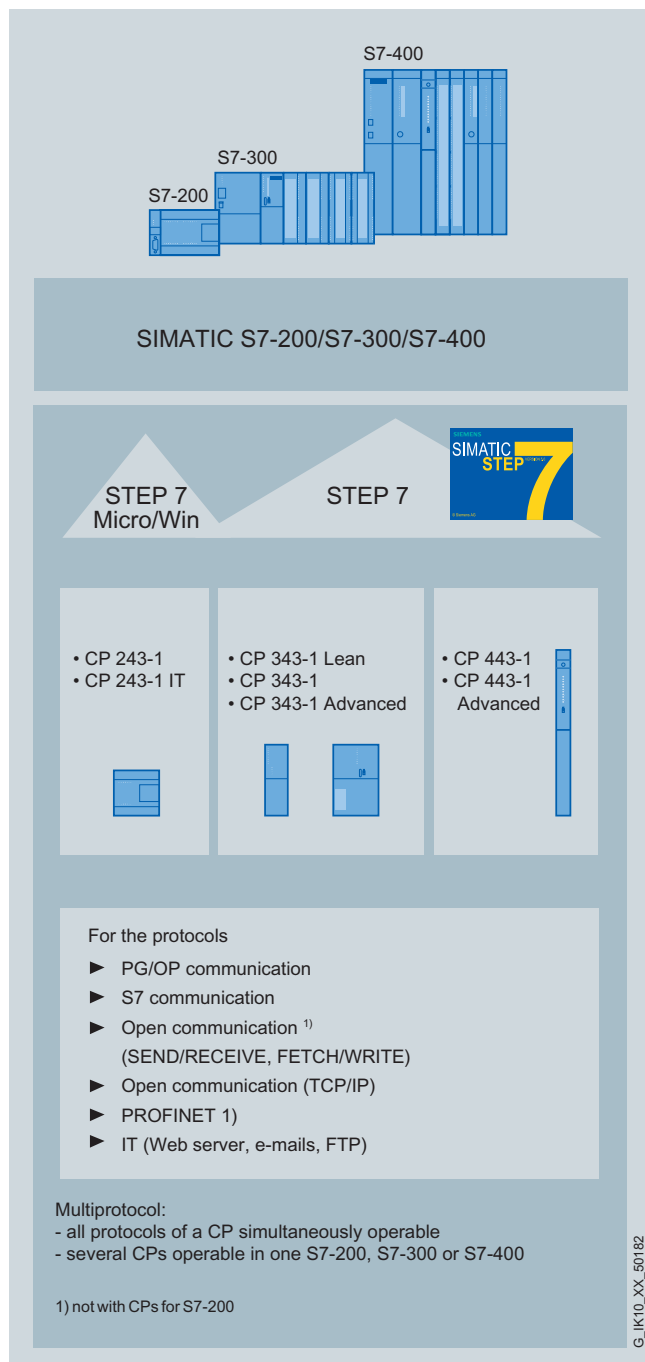 S7-400
S7-300
S7-200
SIMATIC S7-200/S7-300/S7-400
SIEMENS
SIMATIC
STEP 7
STEP 7
Micro/Win
STEP 7
• CP 243-1
• CP 243-1 IT
• CP 343-1 Lean
• CP 343-1
• CP 343-1 Advanced
• CP 443-1
• CP 443-1
Advanced
For the protocols
► PG/OP communication
► S7 communication
► Open communication 1)
(SEND/RECEIVE, FETCH/WRITE)
► Open communication (TCP/IP)
► PROFINET 1)
► IT (Web server, e-mails, FTP)
Multiprotocol:
- all protocols of a CP simultaneously operable
- several CPs operable in one S7-200, S7-300 or S7-400
1) not with CPs for S7-200
G_IK10_XX_50182